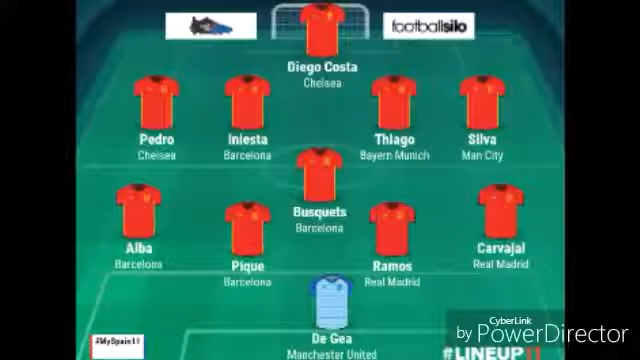 footballsilo
Diego Costa
Chelsea
Pedro
Chelsea
Iniesta
Barcelona
Thiago
Bayern Munich
Silva
Man City
Busquets
Barcelona
Alba
Barcelona
Pique
Barcelona
Ramos
Real Madrid
Carvajal
Real Madrid
De Gea
Manchester United
#MySpain11
CyberLink
by PowerDirector
#LINEUP11